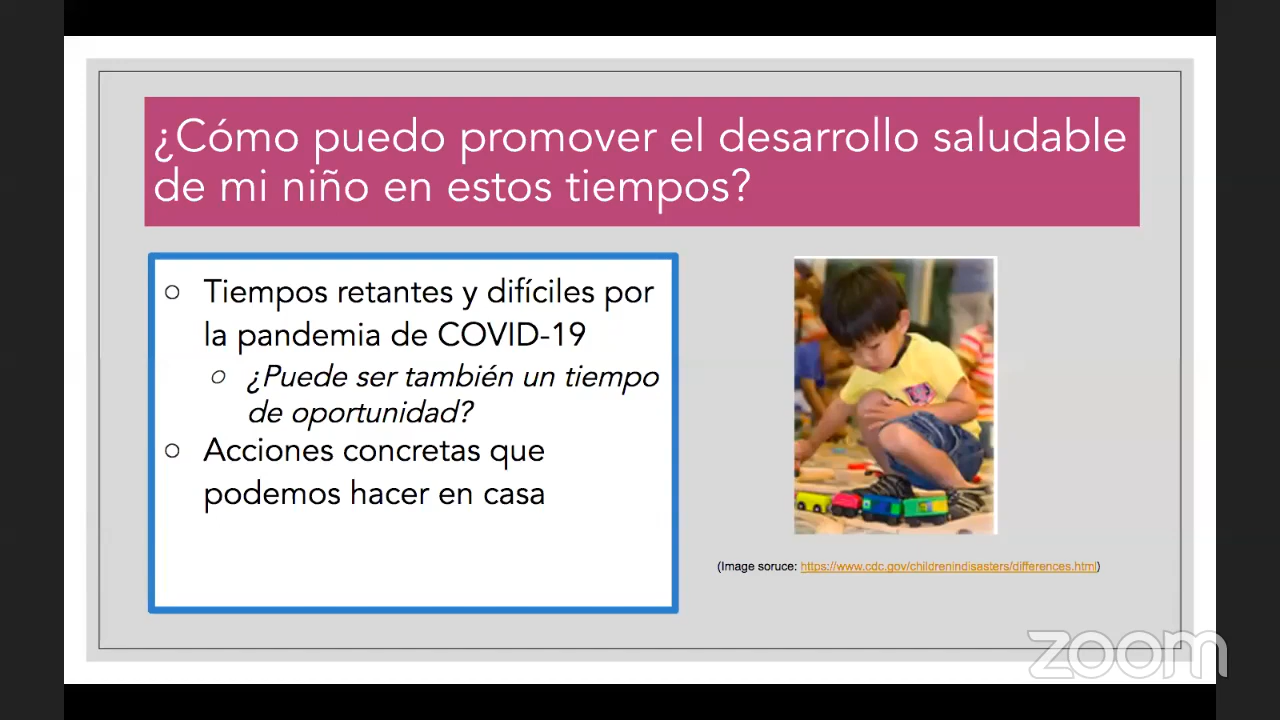 ¿Cómo puedo promover el desarrollo saludable
de mi niño en estos tiempos?
Tiempos retantes y difíciles por
la pandemia de COVID-19
¿Puede ser también un tiempo
de oportunidad?
Acciones concretas que
podemos hacer en casa
(Image soruce: https://www.cdc.gov/childrenindisasters/differences.html)
zoom